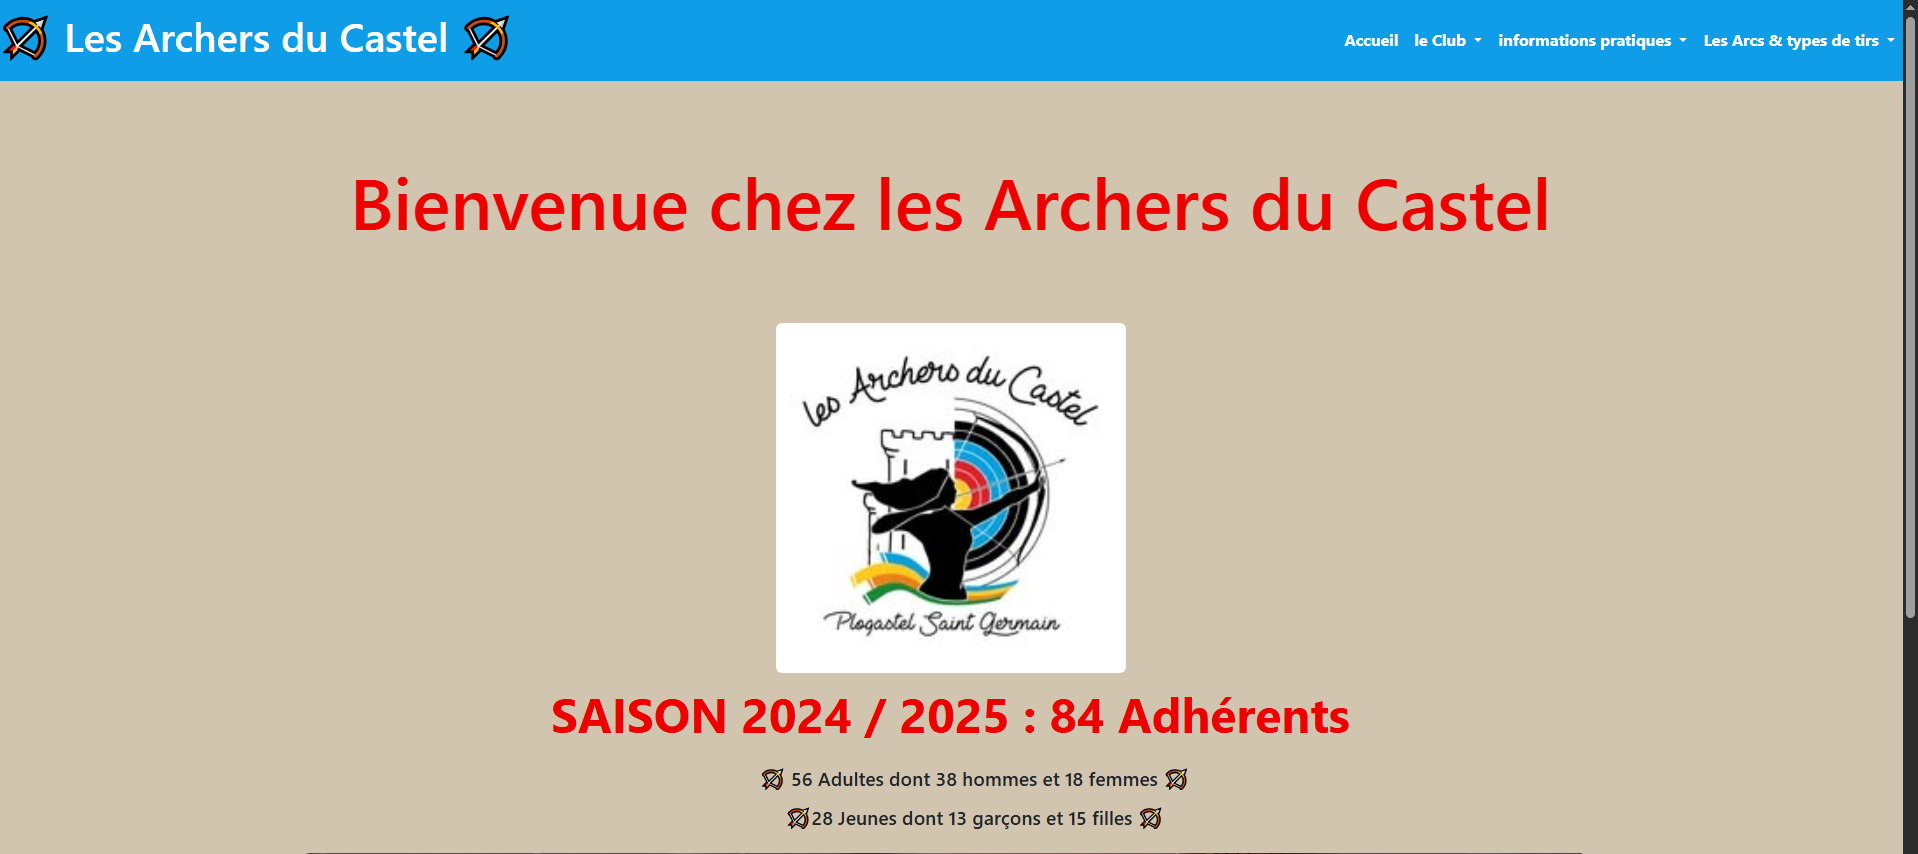 Les Archers du Castel
Accueil le Club informations pratiques Les Arcs & types de tirs
Bienvenue chez les Archers du Castel
Les Archers du Castel
Plogastel Saint Germain
SAISON 2024 / 2025 : 84 Adhérents
56 Adultes dont 38 hommes et 18 femmes
28 Jeunes dont 13 garçons et 15 filles